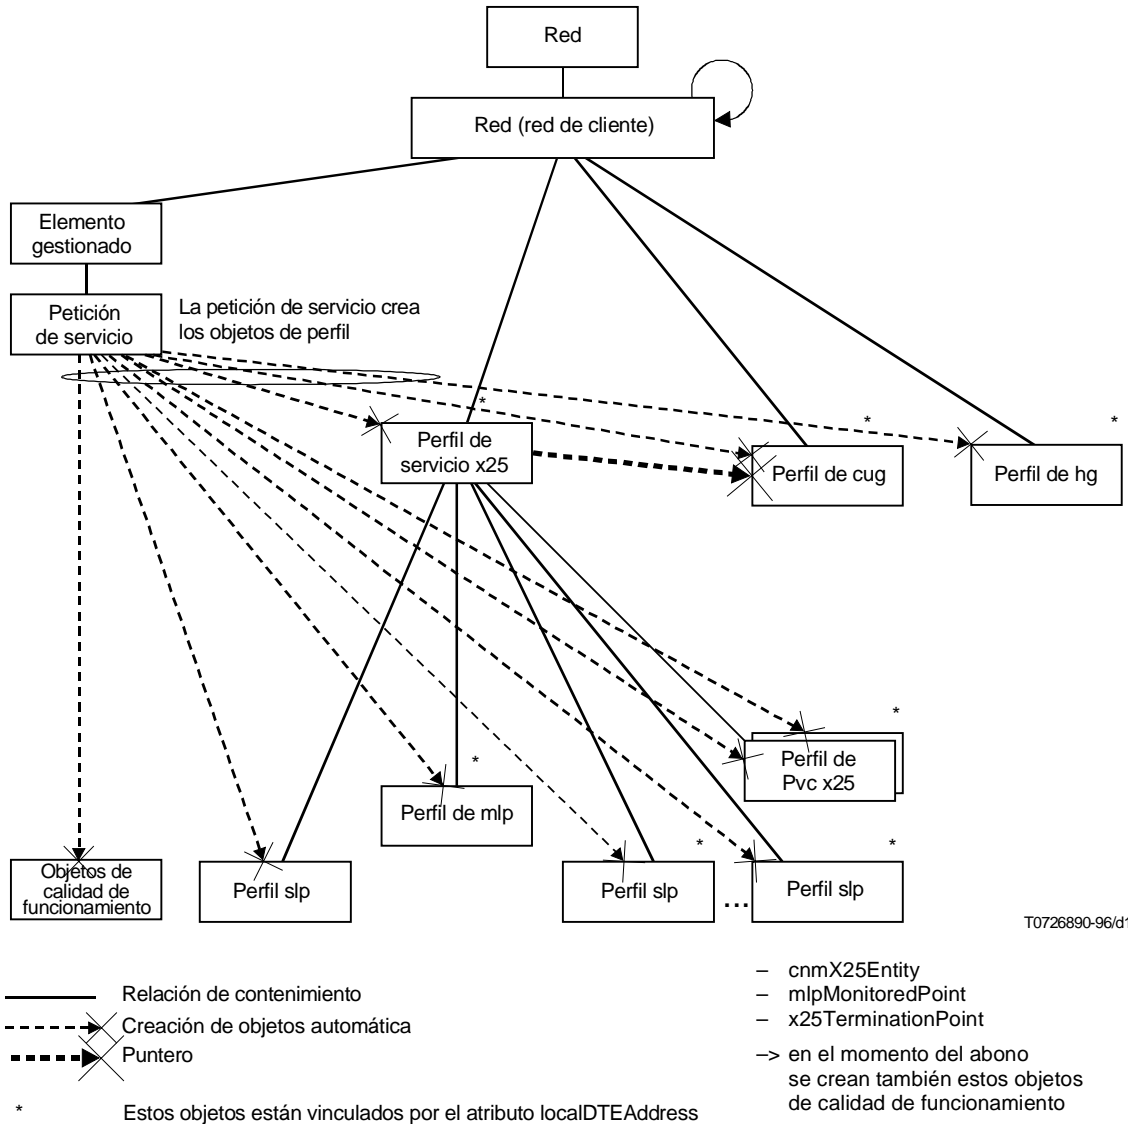 Red
Red (red de cliente)
Elemento
gestionado
Petición
de servicio
La petición de servicio crea
los objetos de perfil
*
*
*
Perfil de
servicio x25
Perfil de cug
Perfil de hg
*
Perfil de
Pvc x25
*
Perfil de mlp
*
*
Objetos de
calidad de
funcionamiento
Perfil slp
Perfil slp
...
Perfil slp
T0726890-96/d1
Relación de contenimiento
Creación de objetos automática
Puntero
* Estos objetos están vinculados por el atributo localDTEAddress
– cnmX25Entity
– mlpMonitoredPoint
– x25TerminationPoint
–> en el momento del abono
se crean también estos objetos
de calidad de funcionamiento